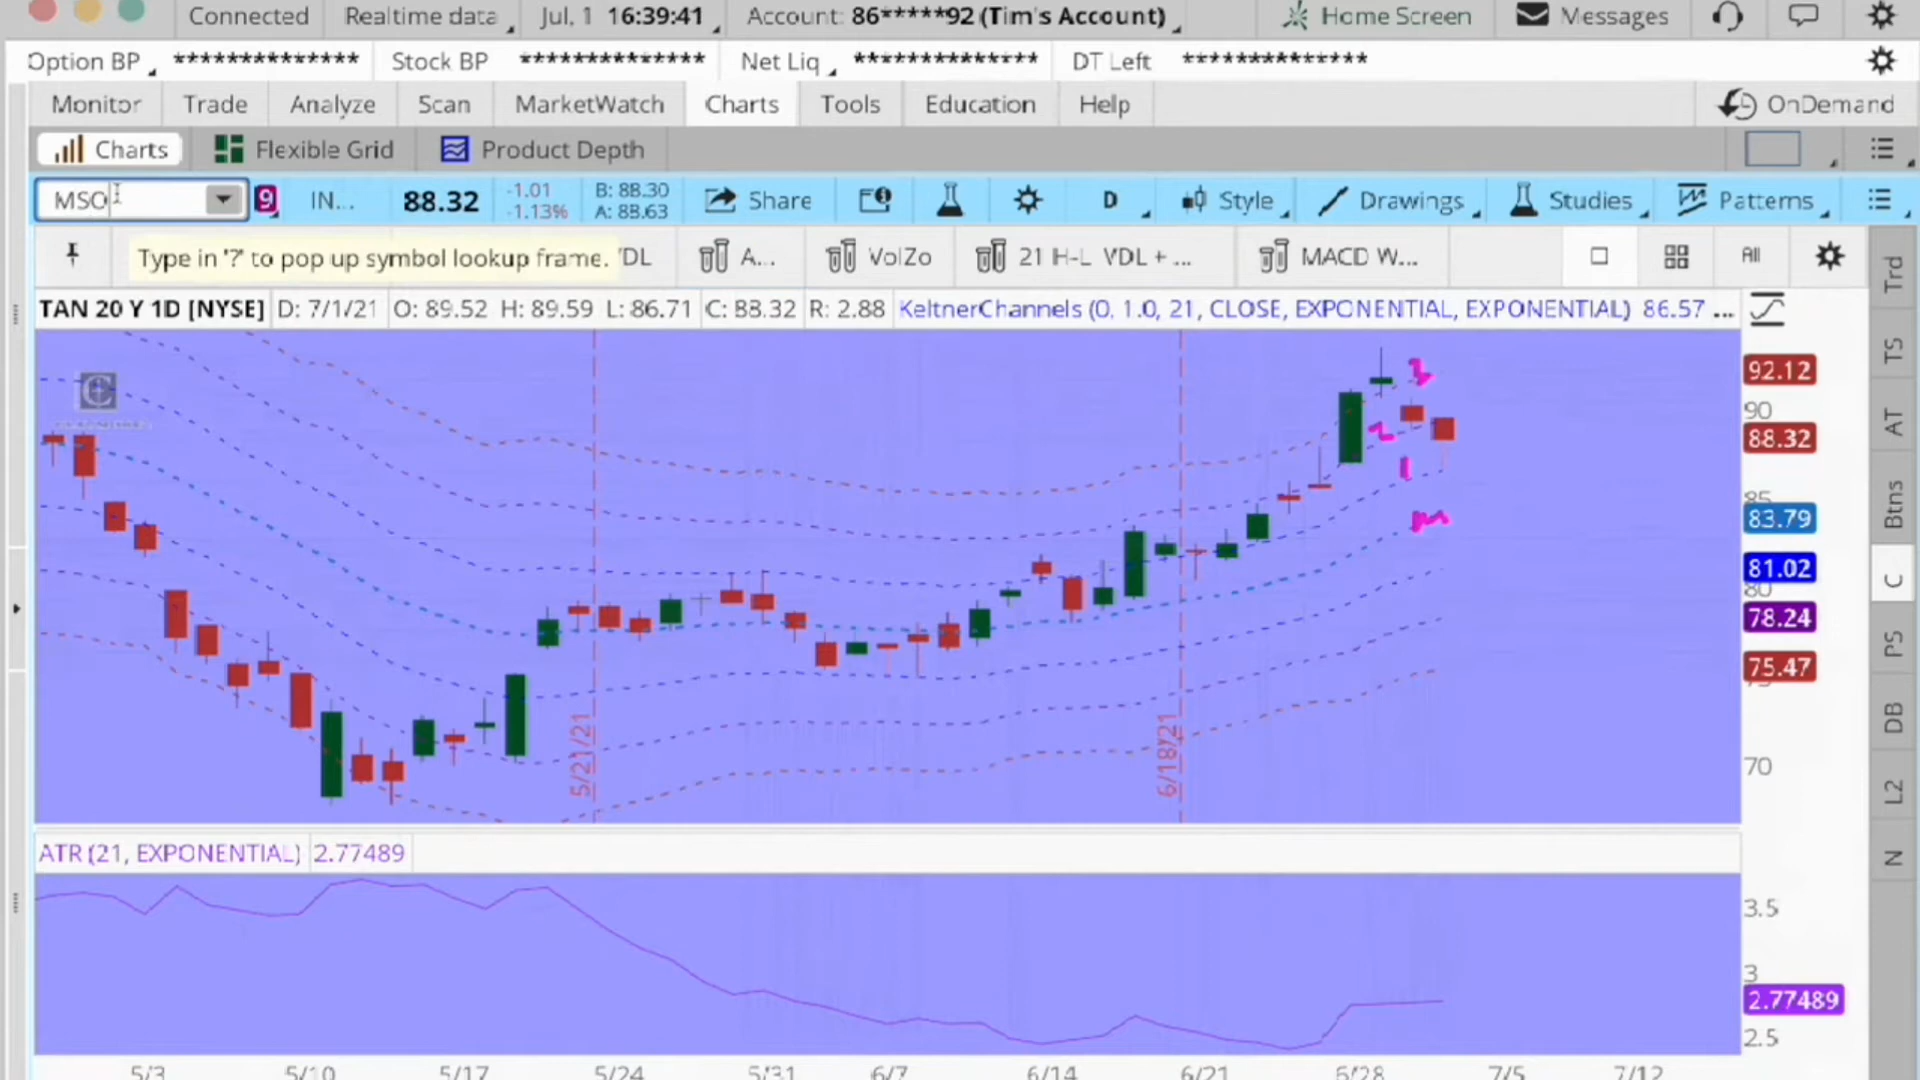 Connected Realtime data Jul, 1 16:39:41 Account: 86*****92 (Tim's Account) Home Screen Messages
Option BP ************** Stock BP ************** Net Liq ************** DT Left **************
Monitor Trade Analyze Scan MarketWatch Charts Tools Education Help OnDemand
Charts Flexible Grid Product Depth
MSO 9 IN... 88.32 -1.01 B: 88.30 Share D Style Drawings Studies Patterns
-1.13% A: 88.63
Type in '?' to pop up symbol lookup frame. VDL A... VolZo 21 H-L VDL + ... MACD W... All
TAN 20 Y 1D [NYSE] D: 7/1/21 O: 89.52 H: 89.59 L: 86.71 C: 88.32 R: 2.88 KeltnerChannels (0, 1.0, 21, CLOSE, EXPONENTIAL, EXPONENTIAL) 86.57 ...
92.12
90
88.32
85
83.79
81.02
80
78.24
75.47
70
5/21/21 6/18/21
ATR (21, EXPONENTIAL) 2.77489
3.5
3
2.77489
2.5
5/3 5/10 5/17 5/24 5/31 6/7 6/14 6/21 6/28 7/5 7/12
Trd
TS
AT
Btns
C
PS
DB
L2
N